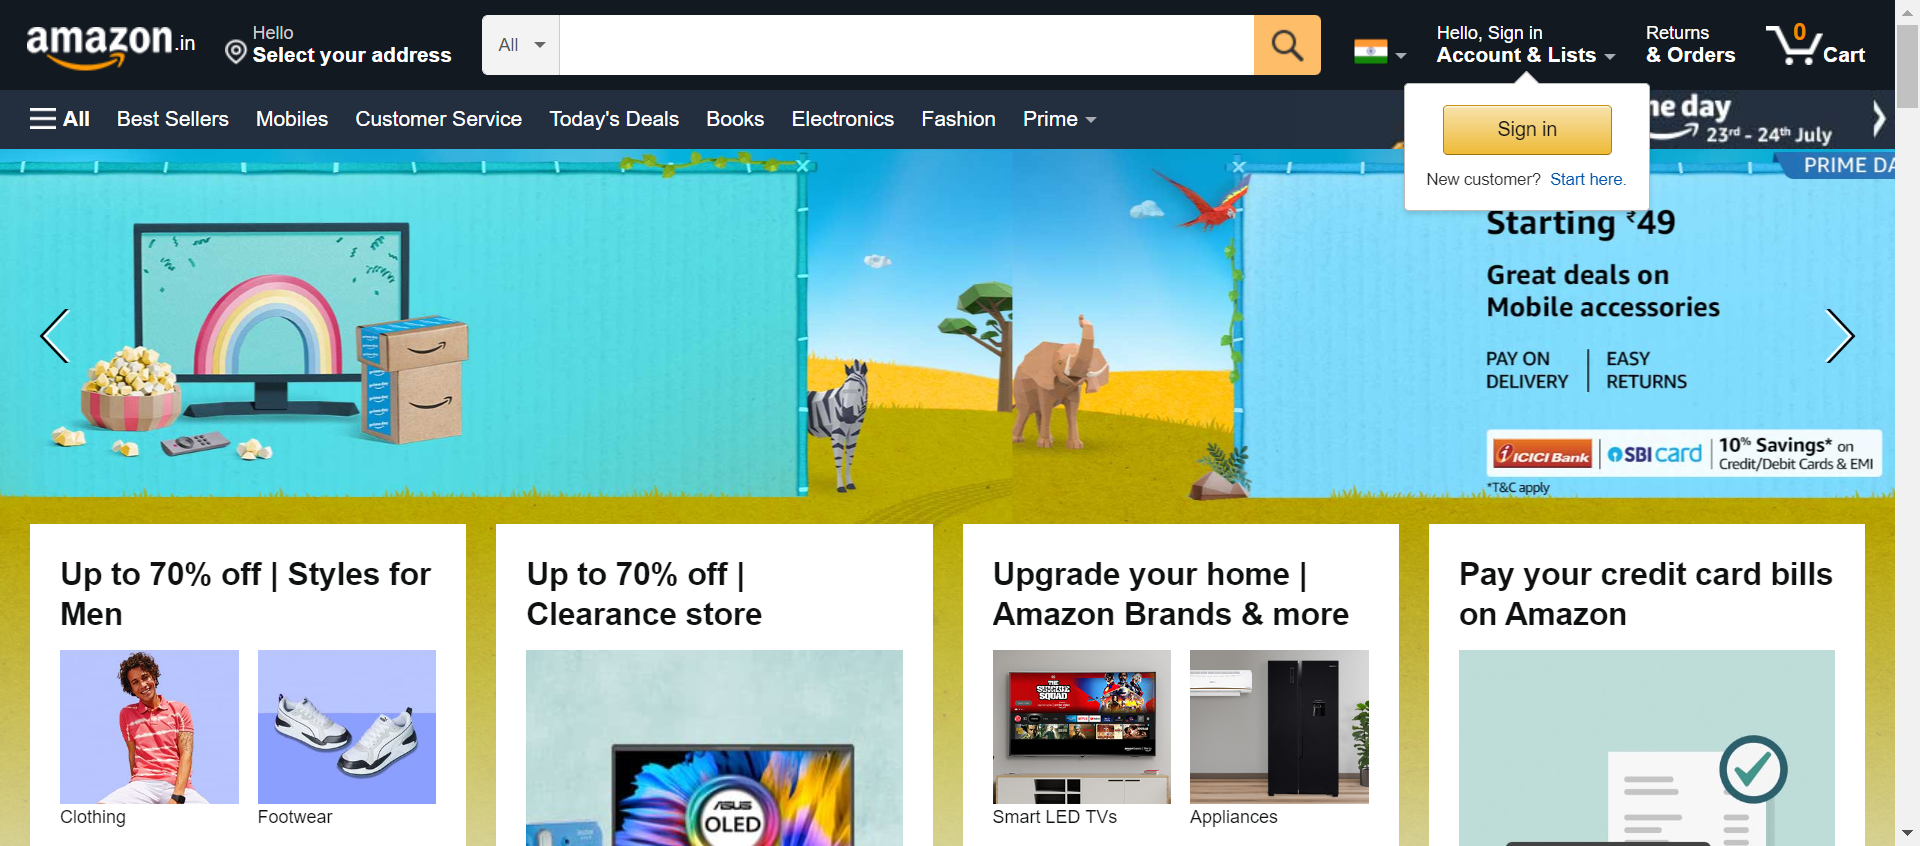 amazon.in
Hello
Select your address
All
Hello, Sign in
Account & Lists
Returns
& Orders
0
Cart
All
Best Sellers
Mobiles
Customer Service
Today's Deals
Books
Electronics
Fashion
Prime
ne day
23rd - 24th July
Sign in
New customer? Start here.
PRIME DA
Starting ₹49
Great deals on
Mobile accessories
PAY ON
DELIVERY
EASY
RETURNS
ICICI Bank
SBI card
10% Savings* on
Credit/Debit Cards & EMI
*T&C apply
Up to 70% off | Styles for
Men
Clothing
Footwear
Up to 70% off |
Clearance store
ASUS
OLED
Upgrade your home |
Amazon Brands & more
THE
SUICIDE
SQUAD
Smart LED TVs
Appliances
Pay your credit card bills
on Amazon